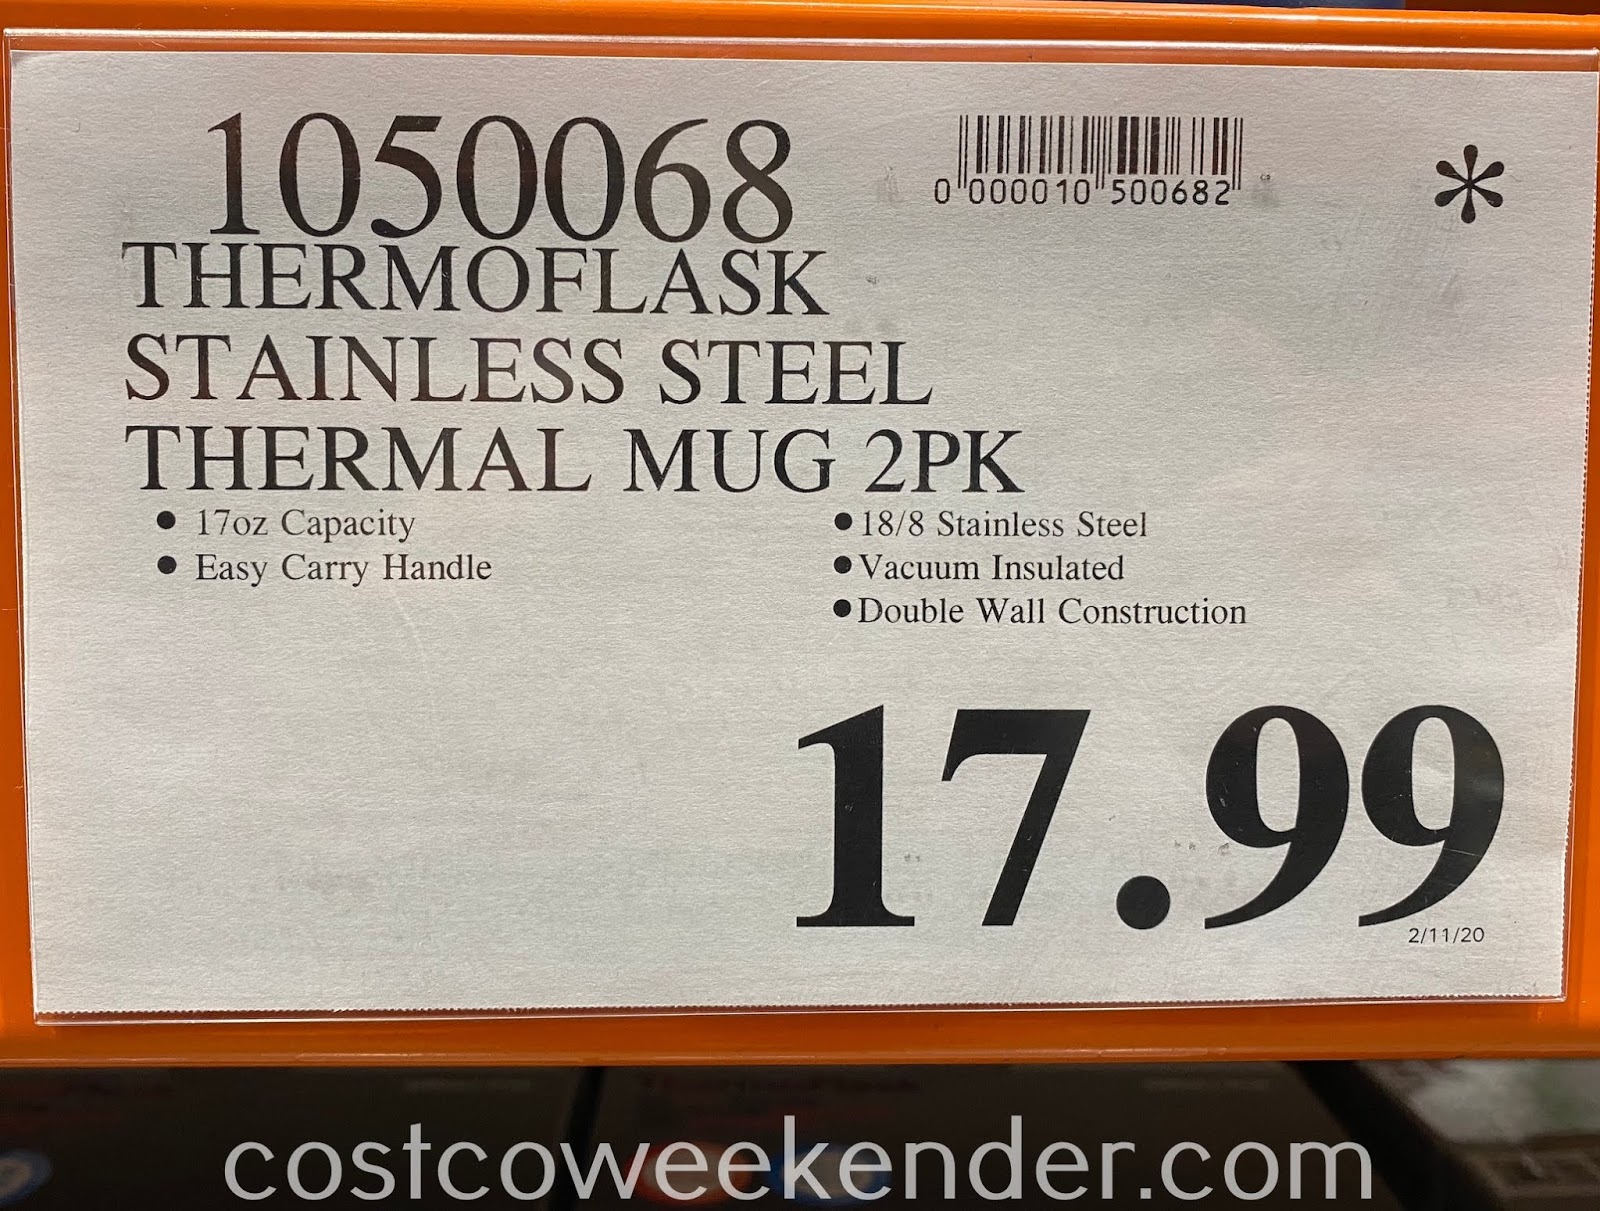 1050068
0 000010 500682
*
THERMOFLASK
STAINLESS STEEL
THERMAL MUG 2PK
• 17oz Capacity
• Easy Carry Handle
• 18/8 Stainless Steel
• Vacuum Insulated
• Double Wall Construction
17.99
2/11/20
costcoweekender.com